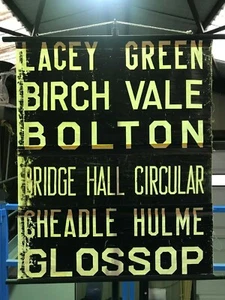 LACEY GREEN
BIRCH VALE
BOLTON
BRIDGE HALL CIRCULAR
CHEADLE HULME
GLOSSOP